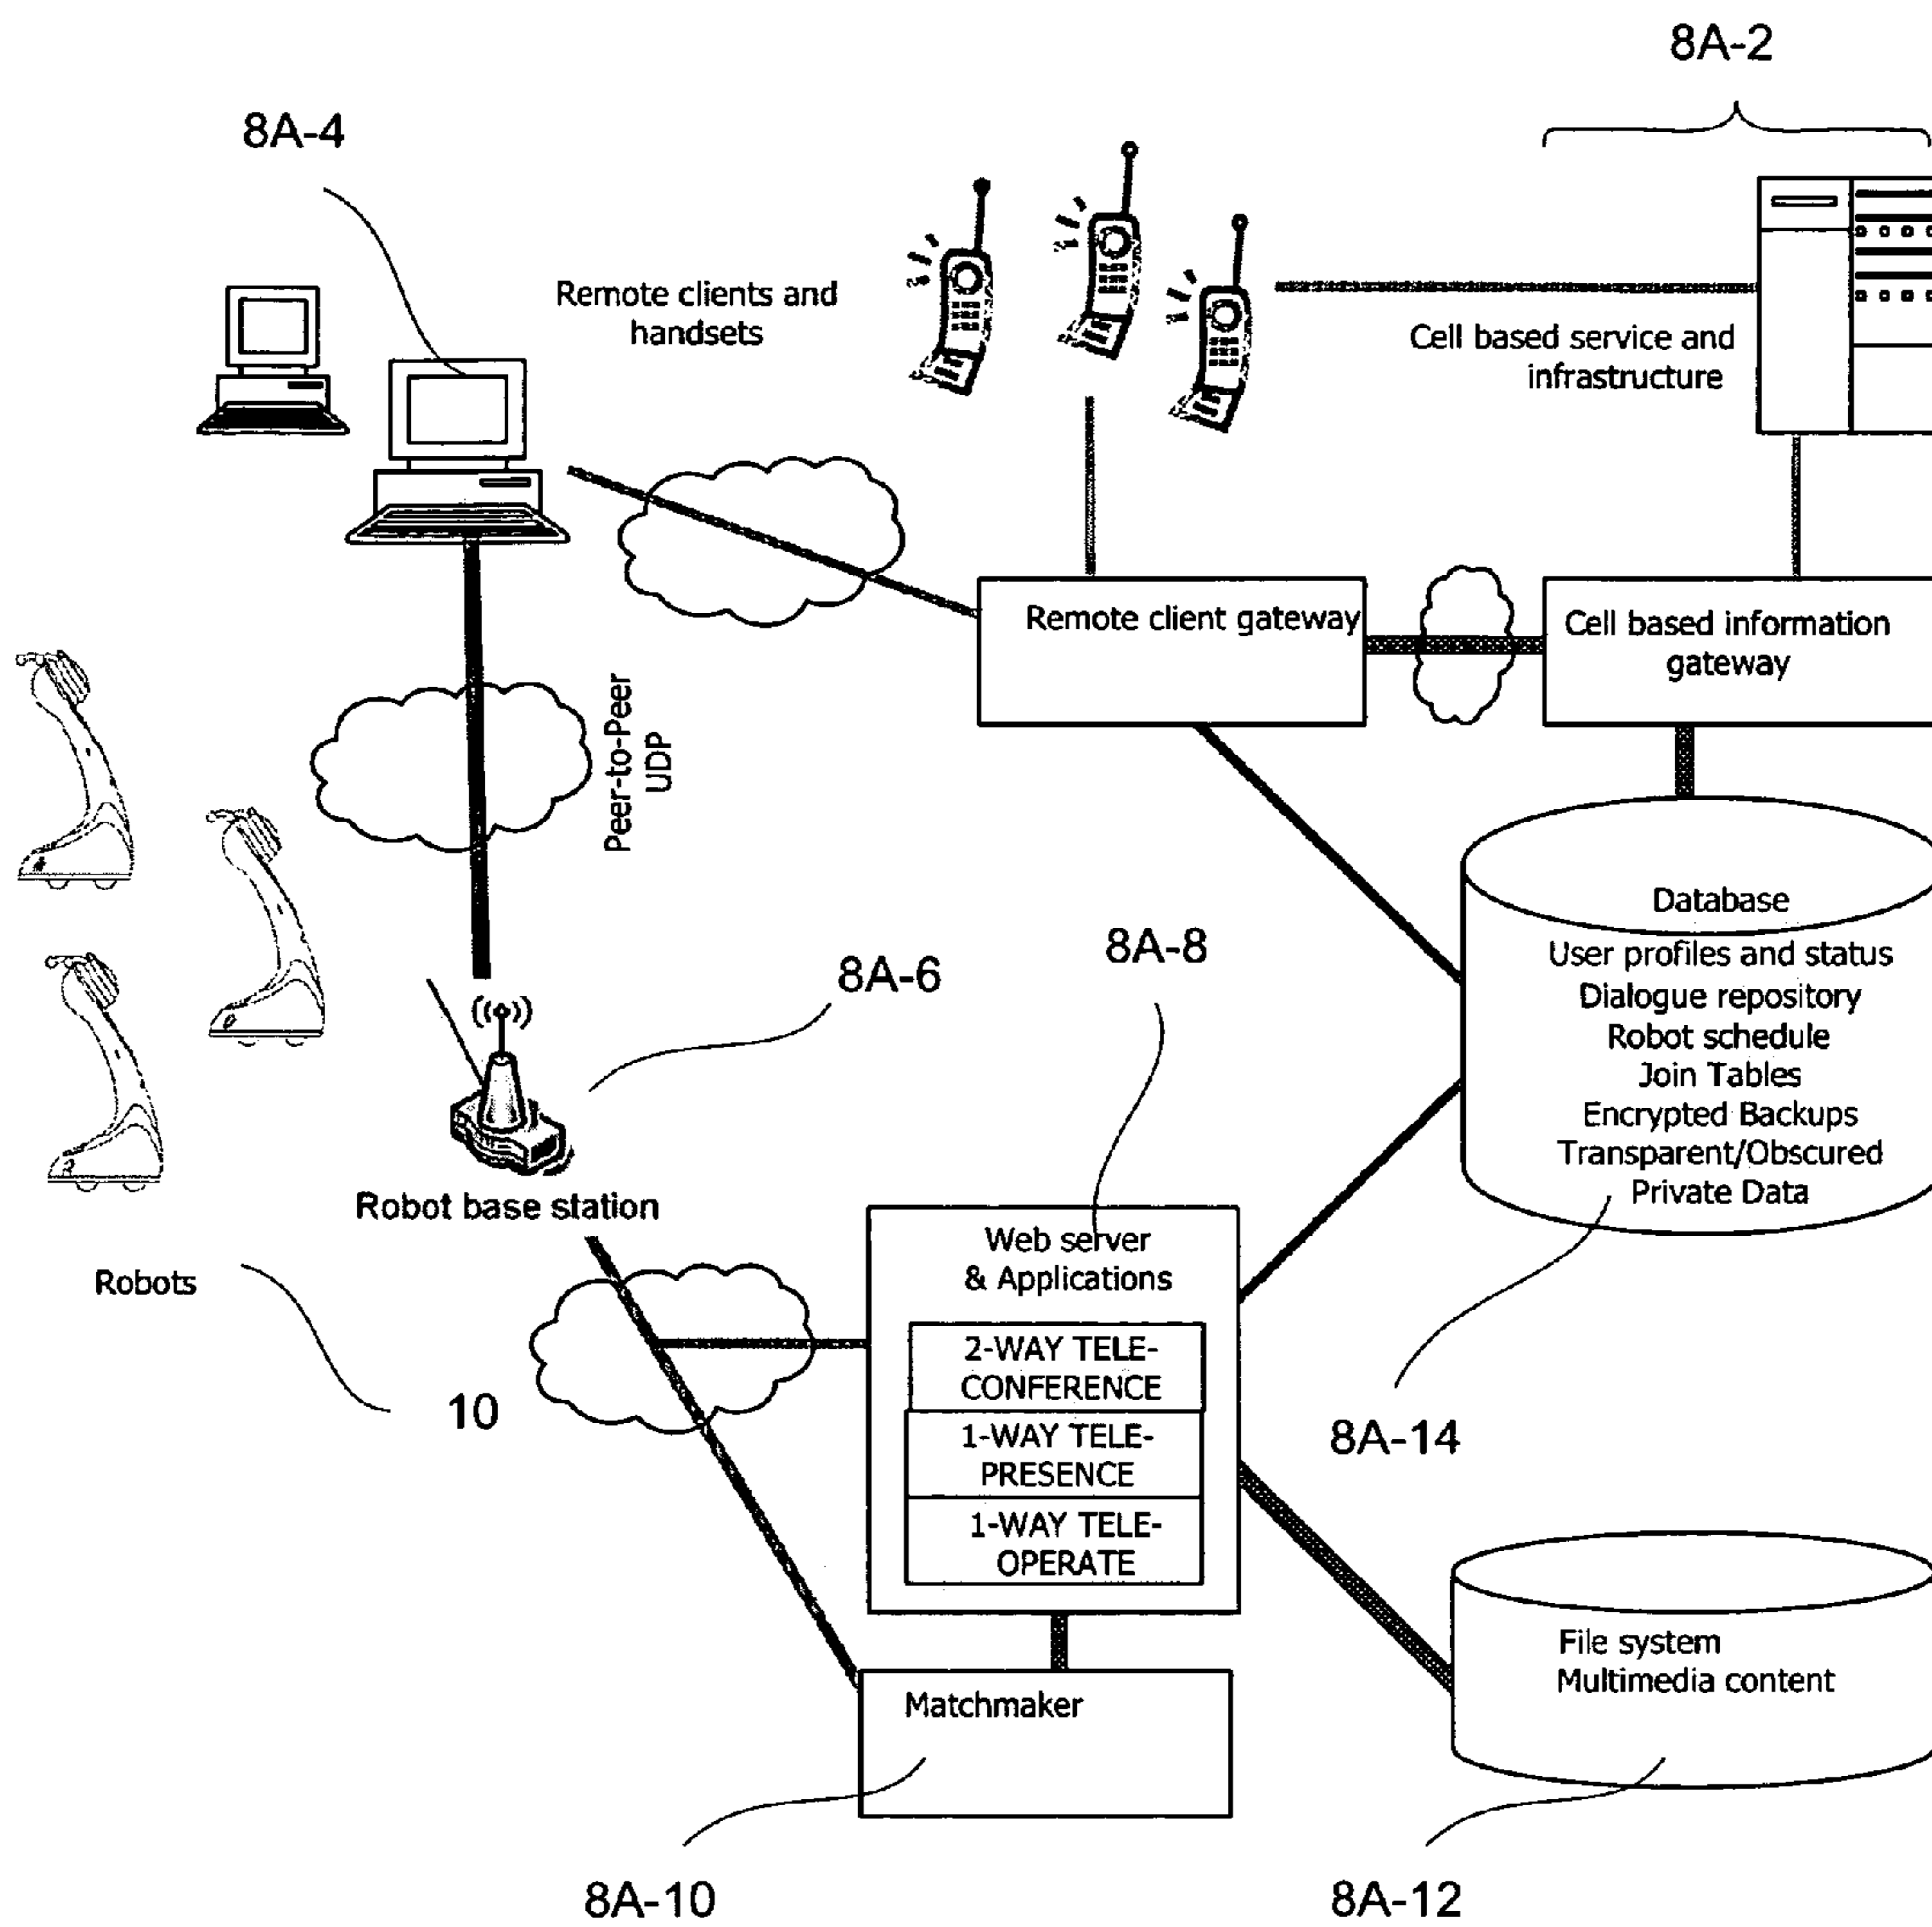 8A-2
8A-4
Remote clients and
handsets
Cell based service and
infrastructure
Remote client gateway
Cell based information
gateway
Peer-to-Peer
UDP
Database
User profiles and status
Dialogue repository
Robot schedule
Join Tables
Encrypted Backups
Transparent/Obscured
Private Data
8A-8
8A-6
Robot base station
Robots
10
Web server
& Applications
2-WAY TELE-
CONFERENCE
1-WAY TELE-
PRESENCE
1-WAY TELE-
OPERATE
8A-14
File system
Multimedia content
Matchmaker
8A-10
8A-12